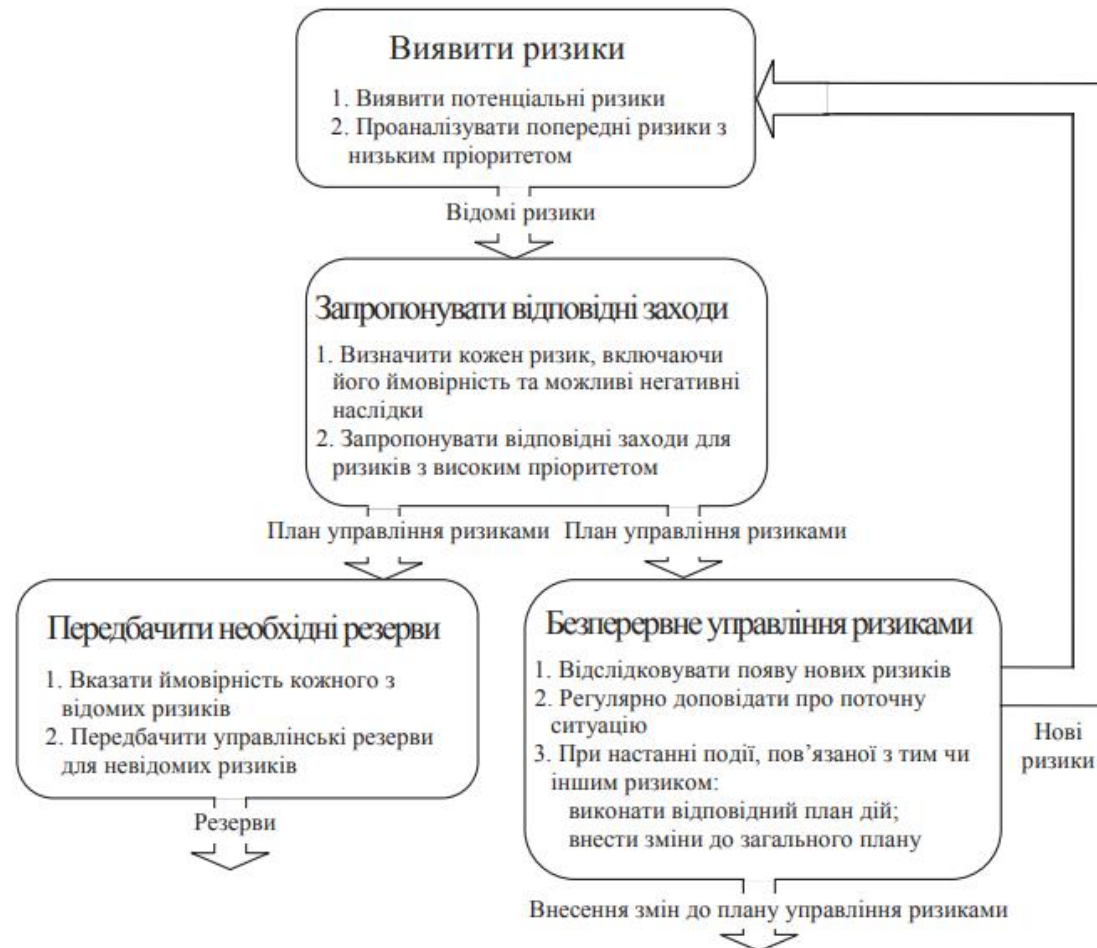 Виявити ризики
1. Виявити потенціальні ризики
2. Проаналізувати попередні ризики з
низьким пріоритетом
Відомі ризики
Запропонувати відповідні заходи
1. Визначити кожен ризик, включаючи
його ймовірність та можливі негативні
наслідки
2. Запропонувати відповідні заходи для
ризиків з високим пріоритетом
План управління ризиками
План управління ризиками
Передбачити необхідні резерви
1. Вказати ймовірність кожного з
відомих ризиків
2. Передбачити управлінські резерви
для невідомих ризиків
Резерви
Безперервне управління ризиками
1. Відслідковувати появу нових ризиків
2. Регулярно доповідати про поточну
ситуацію
3. При настанні події, пов’язаної з тим чи
іншим ризиком:
виконати відповідний план дій;
внести зміни до загального плану
Нові
ризики
Внесення змін до плану управління ризиками